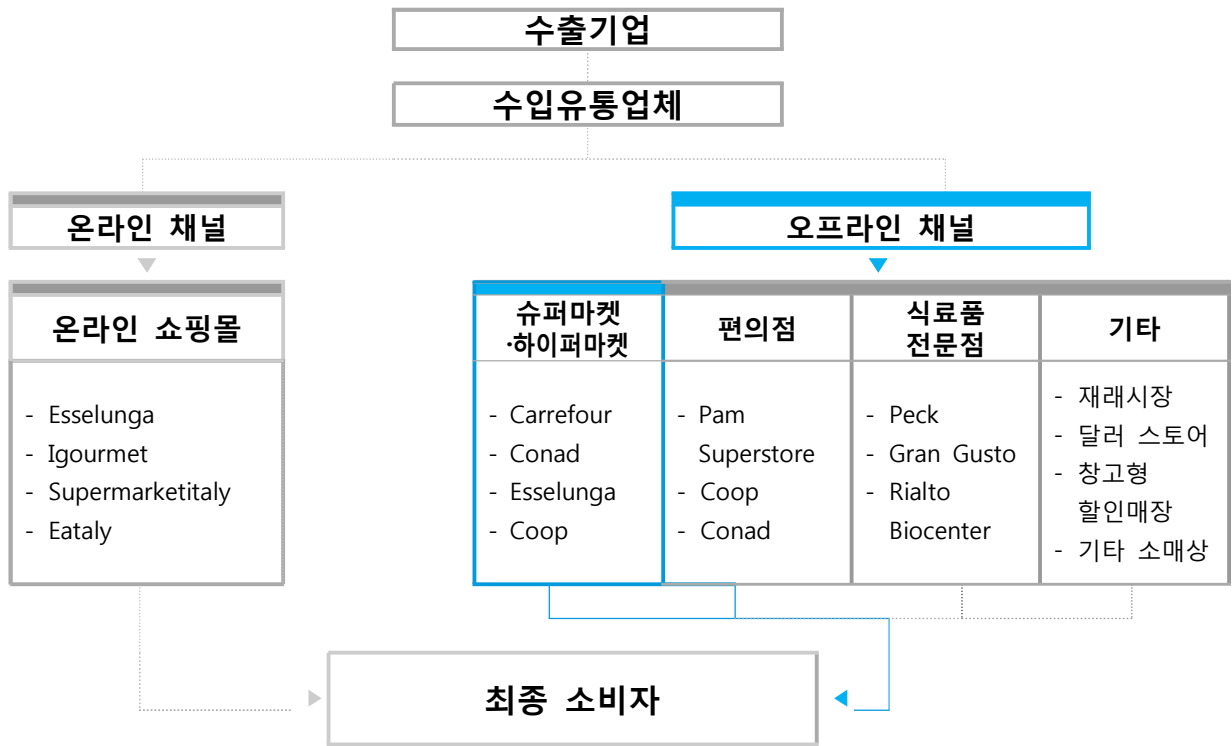 수출기업
수입유통업체
온라인 채널
온라인 쇼핑몰
- Esselunga
- Igourmet
- Supermarketitaly
- Eataly
오프라인 채널
슈퍼마켓
·하이퍼마켓
- Carrefour
- Conad
- Esselunga
- Coop
편의점
- Pam
Superstore
- Coop
- Conad
식료품
전문점
- Peck
- Gran Gusto
- Rialto
Biocenter
기타
- 재래시장
- 달러 스토어
- 창고형
할인매장
- 기타 소매상
최종 소비자